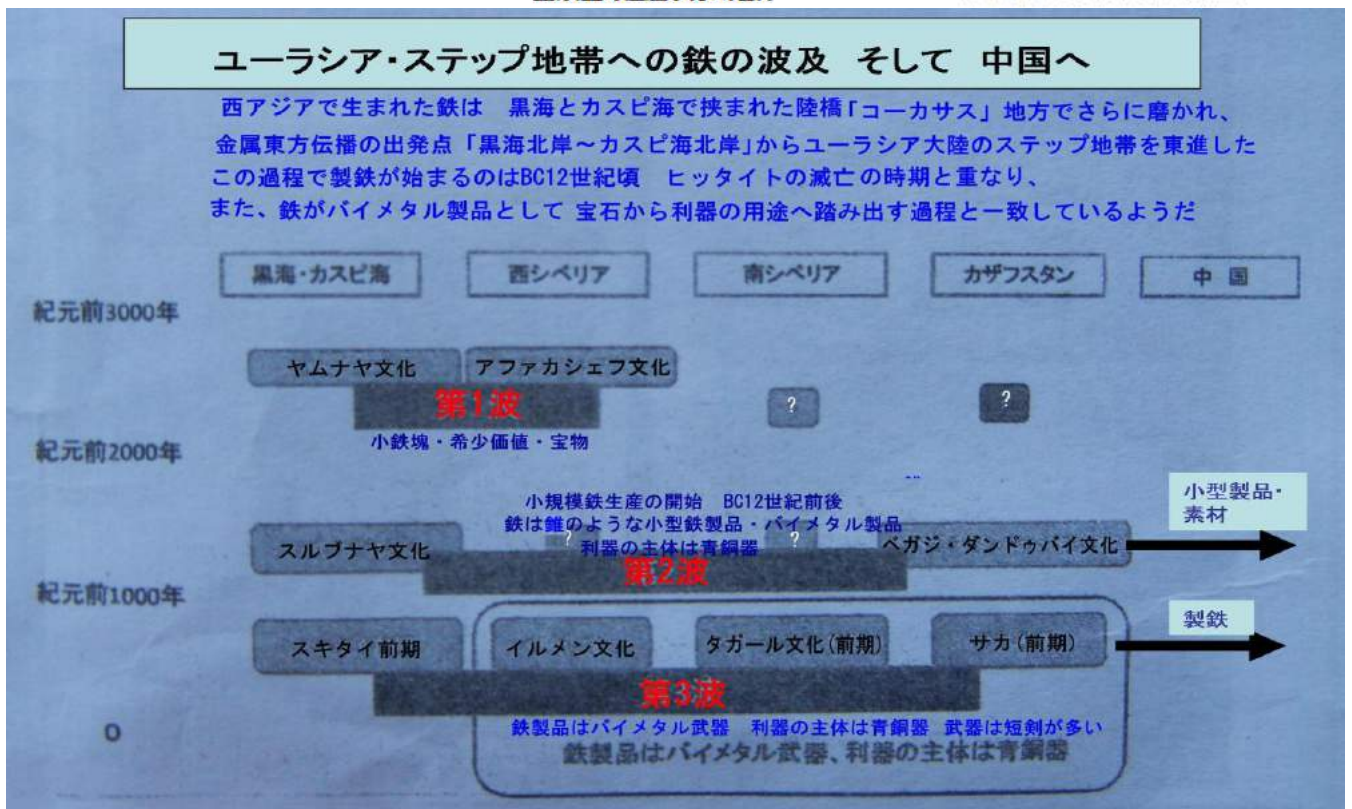 ユーラシア・ステップ地帯への鉄の波及 そして 中国へ
西アジアで生まれた鉄は 黒海とカスピ海で挟まれた陸橋「コーカサス」地方でさらに磨かれ、
金属東方伝播の出発点「黒海北岸～カスピ海北岸」からユーラシア大陸のステップ地帯を東進した
この過程で製鉄が始まるのはBC12世紀頃 ヒッタイトの滅亡の時期と重なり、
また、鉄がバイメタル製品として 宝石から利器の用途へ踏み出す過程と一致しているようだ
黒海・カスピ海 西シベリア 南シベリア カザフスタン 中国
紀元前3000年
ヤムナヤ文化 アファカシェフ文化
第1波 ? ?
小鉄塊・希少価値・宝物
紀元前2000年
小型製品・
素材
小規模鉄生産の開始 BC12世紀前後
鉄は錐のような小型鉄製品・バイメタル製品
? 利器の主体は青銅器 ?
スルブナヤ文化 ベガジ・ダンドゥバイ文化
第2波
紀元前1000年
製鉄
スキタイ前期 イルメン文化 タガール文化(前期) サカ(前期)
第3波
鉄製品はバイメタル武器 利器の主体は青銅器 武器は短剣が多い
0
鉄製品はバイメタル武器、利器の主体は青銅器